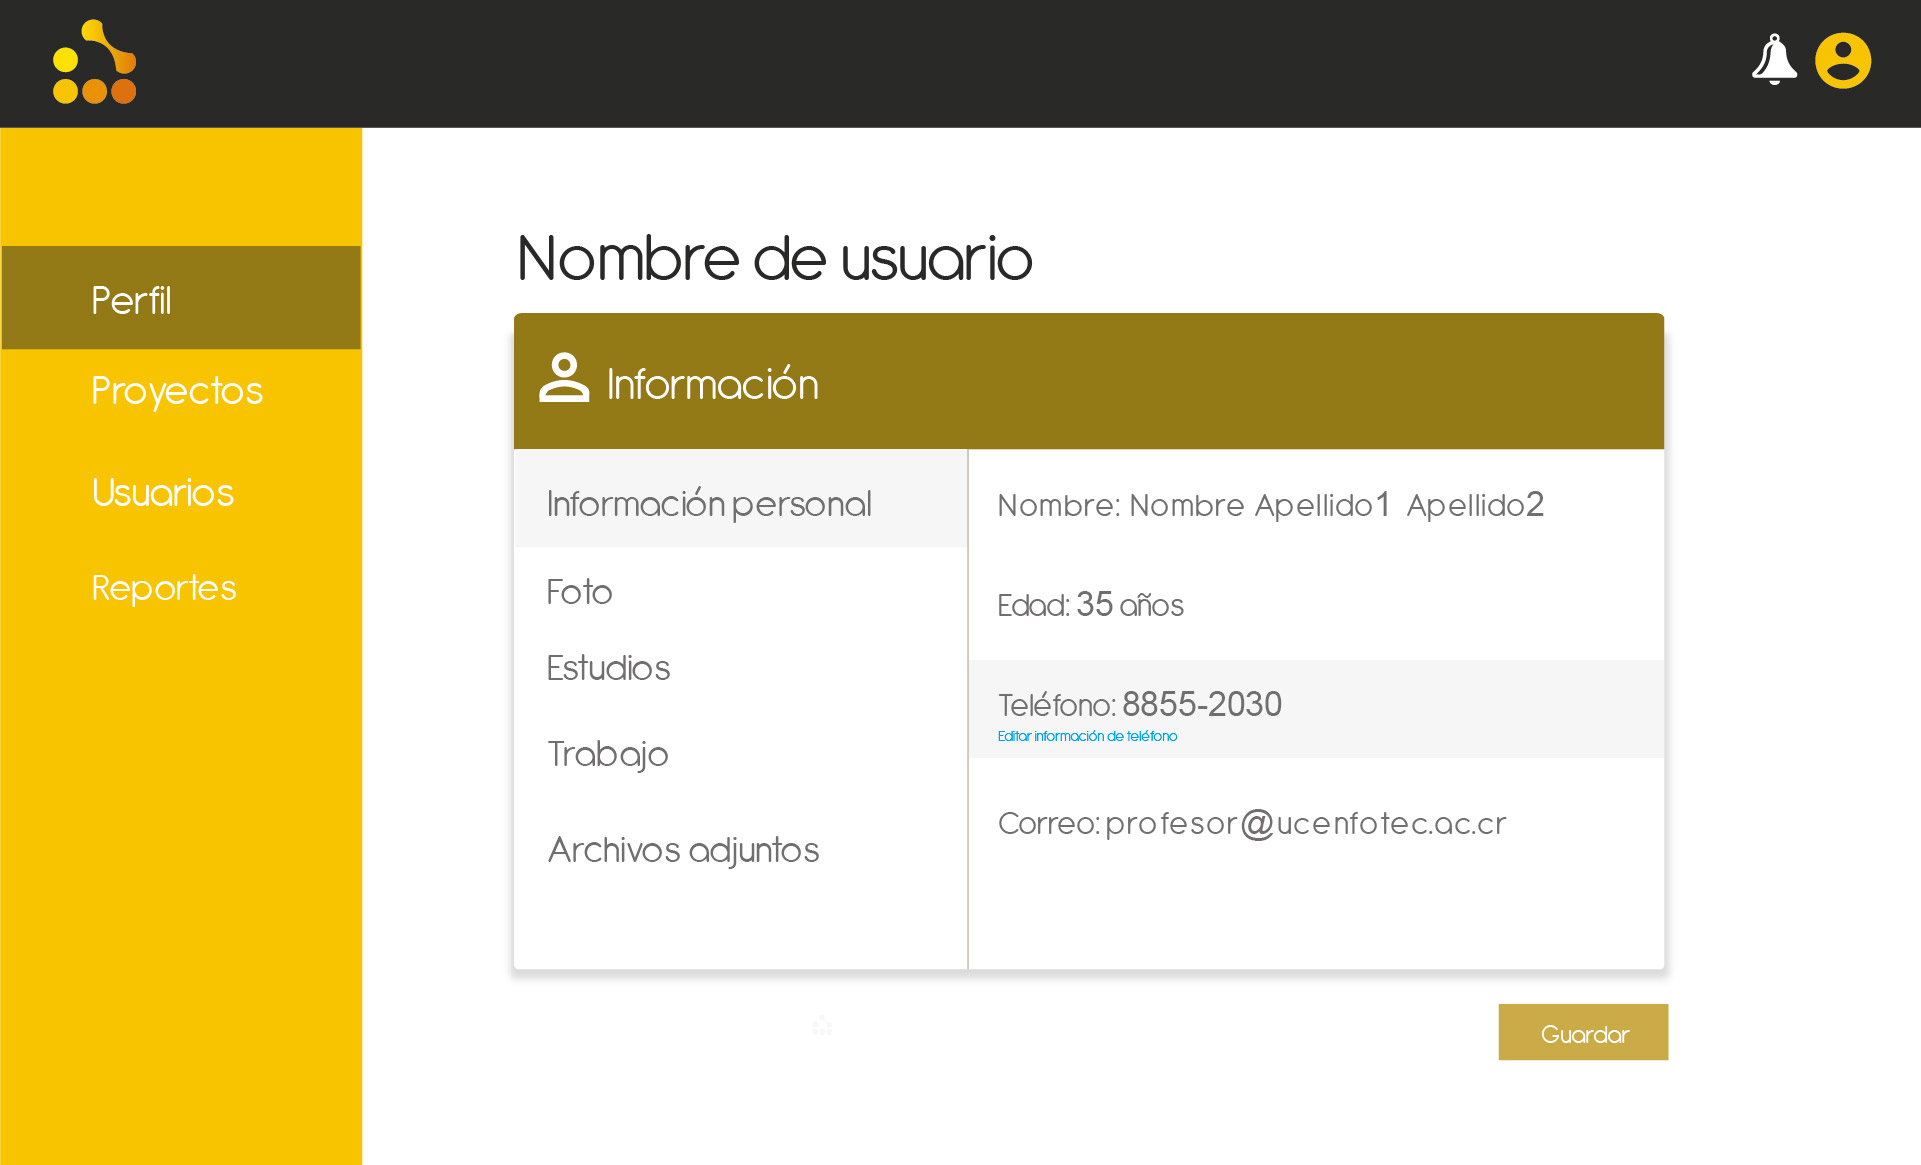 Perfil
Proyectos
Usuarios
Reportes
Nombre de usuario
Información
Información personal
Foto
Estudios
Trabajo
Archivos adjuntos
Nombre: Nombre Apellido1 Apellido2
Edad: 35 años
Teléfono: 8855-2030
Editar información de teléfono
Correo: profesor@ucenfotec.ac.cr
Guardar